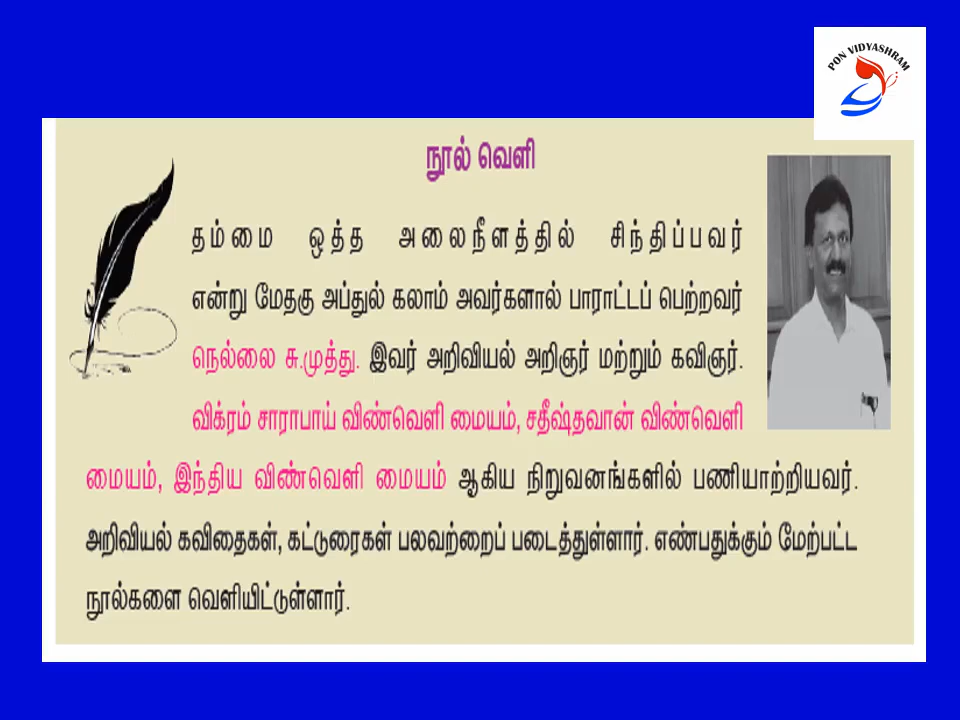 PON VIDYASHRAM
நூல் வெளி
தம்மை ஒத்த அலைநீளத்தில் சிந்திப்பவர்
என்று மேதகு அப்துல் கலாம் அவர்களால் பாராட்டப் பெற்றவர்
நெல்லை சு.முத்து. இவர் அறிவியல் அறிஞர் மற்றும் கவிஞர்.
விக்ரம் சாராபாய் விண்வெளி மையம், சதீஷ்தவான் விண்வெளி
மையம், இந்திய விண்வெளி மையம் ஆகிய நிறுவனங்களில் பணியாற்றியவர்.
அறிவியல் கவிதைகள், கட்டுரைகள் பலவற்றைப் படைத்துள்ளார். எண்பதுக்கும் மேற்பட்ட
நூல்களை வெளியிட்டுள்ளார்.